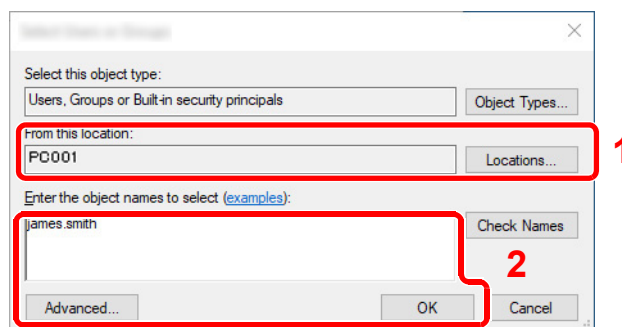 Select this object type:
Users, Groups or Built-in security principals
Object Types...
From this location:
PC001
Locations...
1
Enter the object names to select (examples):
james.smith
Check Names
2
Advanced...
OK
Cancel